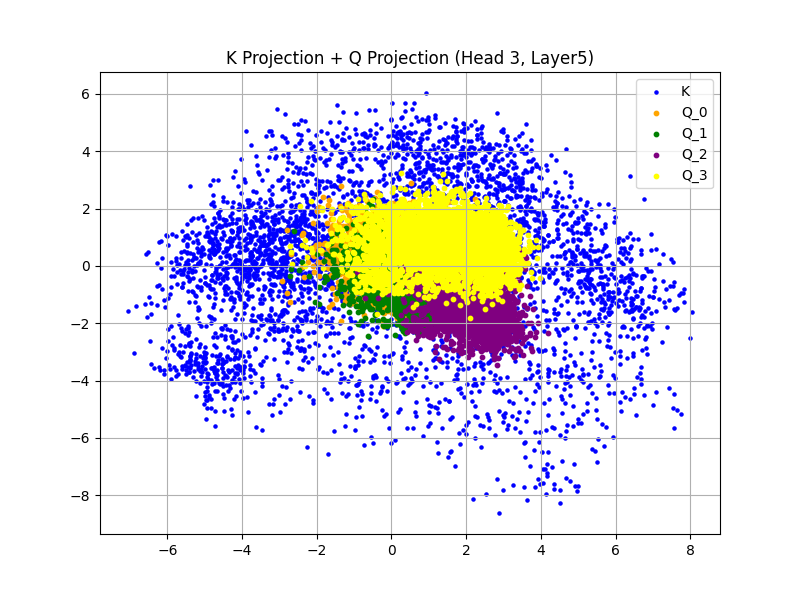 K Projection + Q Projection (Head 3, Layer5)
K
Q_0
Q_1
Q_2
Q_3
6
4
2
0
−2
−4
−6
−8
−6 −4 −2 0 2 4 6 8